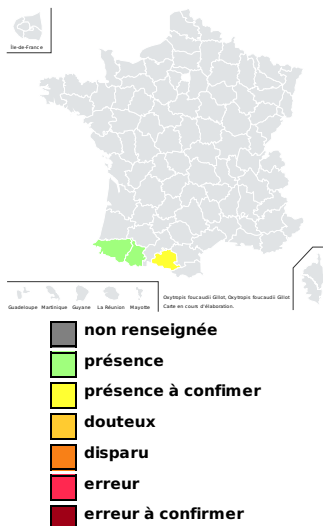 Île-de-France
Guadeloupe Martinique Guyane La Réunion Mayotte
Oxytropis foucaudii Gillot, Oxytropis foucaudii Gillot
Carte en cours d'élaboration.
non renseignée
présence
présence à confimer
douteux
disparu
erreur
erreur à confirmer